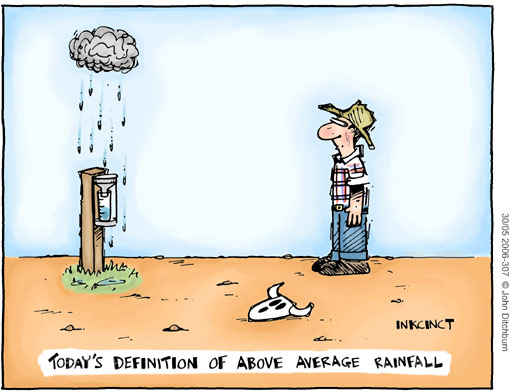 INKCINCT
TODAY'S DEFINITION OF ABOVE AVERAGE RAINFALL
30/05 2006-307 © John Ditchburn